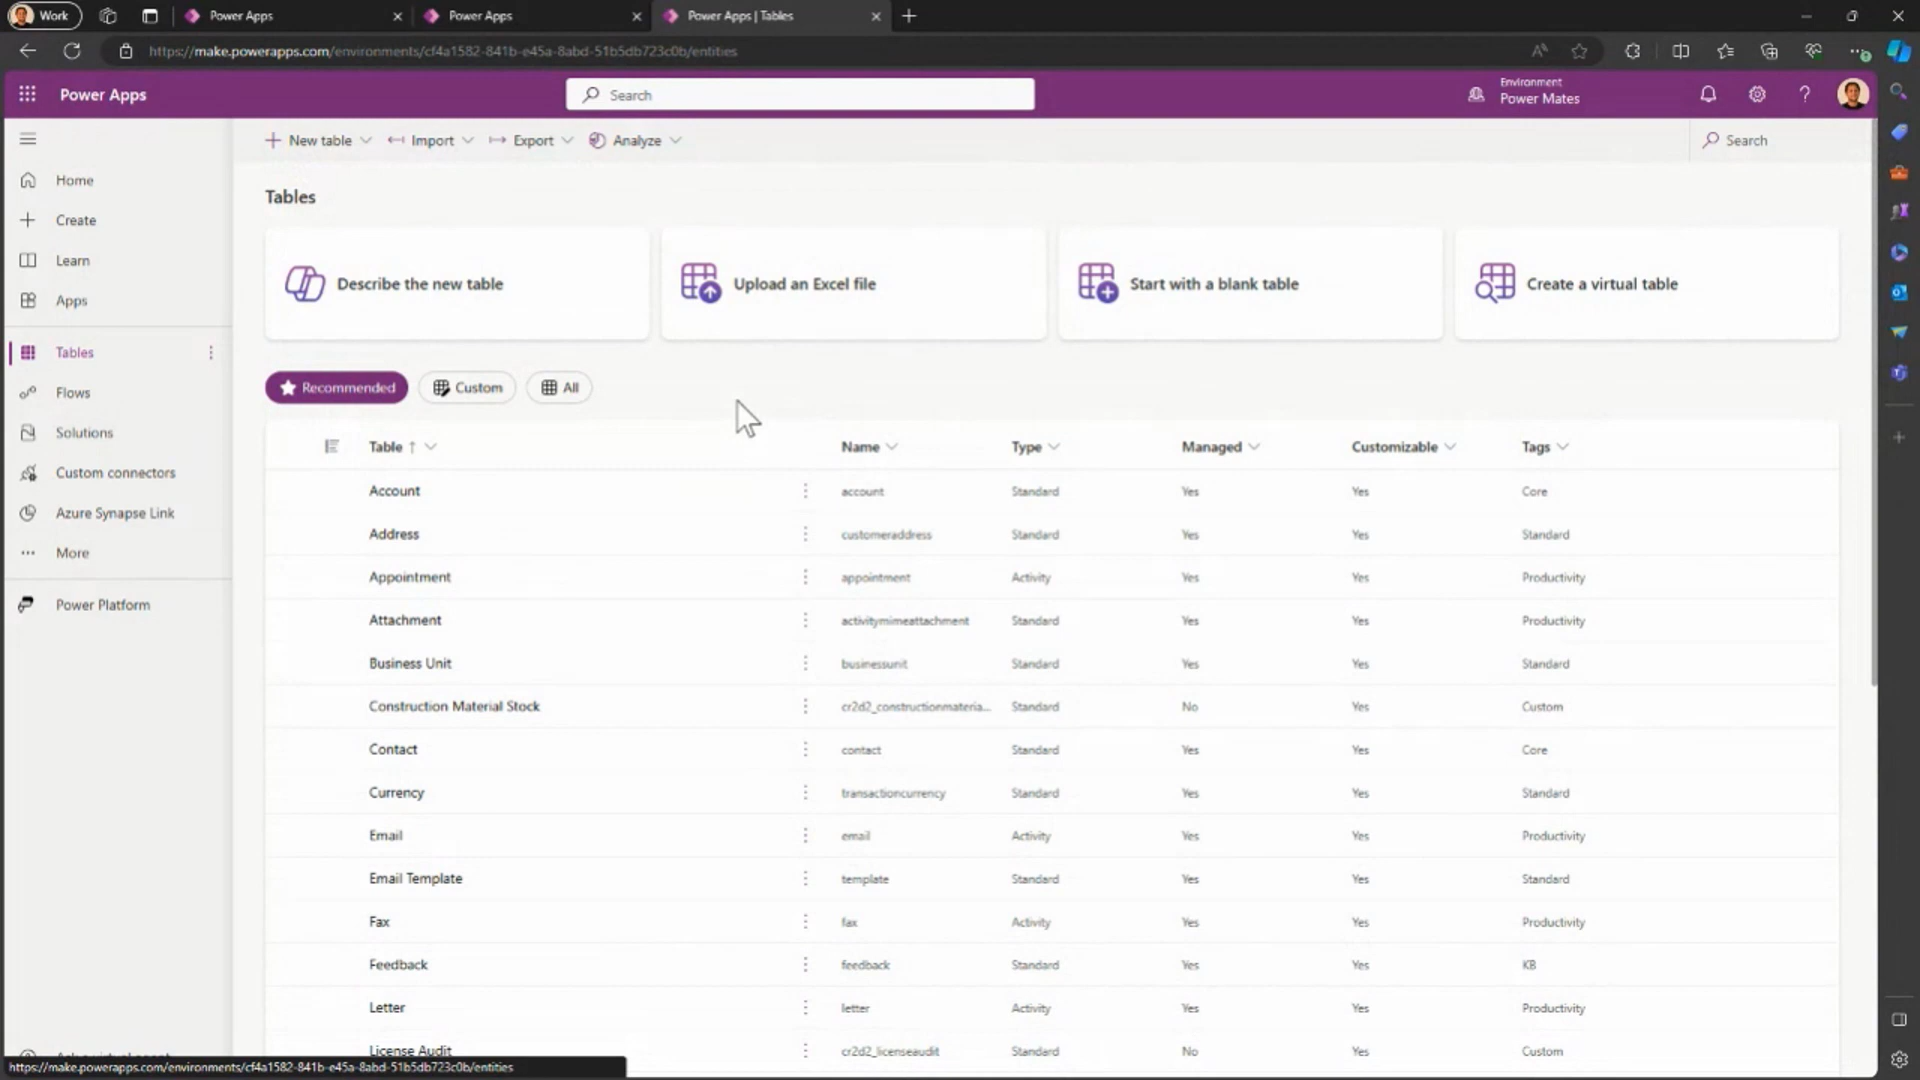 Work
Power Apps
Power Apps
Power Apps | Tables
https://make.powerapps.com/environments/cf4a1582-841b-e45a-8abd-51b5db723c0b/entities
Power Apps
Search
Environment
Power Mates
New table
Import
Export
Analyze
Search
Home
Create
Learn
Apps
Tables
Flows
Solutions
Custom connectors
Azure Synapse Link
More
Power Platform
Tables
Describe the new table
Upload an Excel file
Start with a blank table
Create a virtual table
Recommended
Custom
All
Table ↑ Name Type Managed Customizable Tags
Account account Standard Yes Yes Core
Address customeraddress Standard Yes Yes Standard
Appointment appointment Activity Yes Yes Productivity
Attachment activitymimeattachment Standard Yes Yes Productivity
Business Unit businessunit Standard Yes Yes Standard
Construction Material Stock cr2d2_constructionmateria... Standard No Yes Custom
Contact contact Standard Yes Yes Core
Currency transactioncurrency Standard Yes Yes Standard
Email email Activity Yes Yes Productivity
Email Template template Standard Yes Yes Standard
Fax fax Activity Yes Yes Productivity
Feedback feedback Standard Yes Yes KB
Letter letter Activity Yes Yes Productivity
License Audit cr2d2_licenseaudit Standard No Yes Custom
https://make.powerapps.com/environments/cf4a1582-841b-e45a-8abd-51b5db723c0b/entities